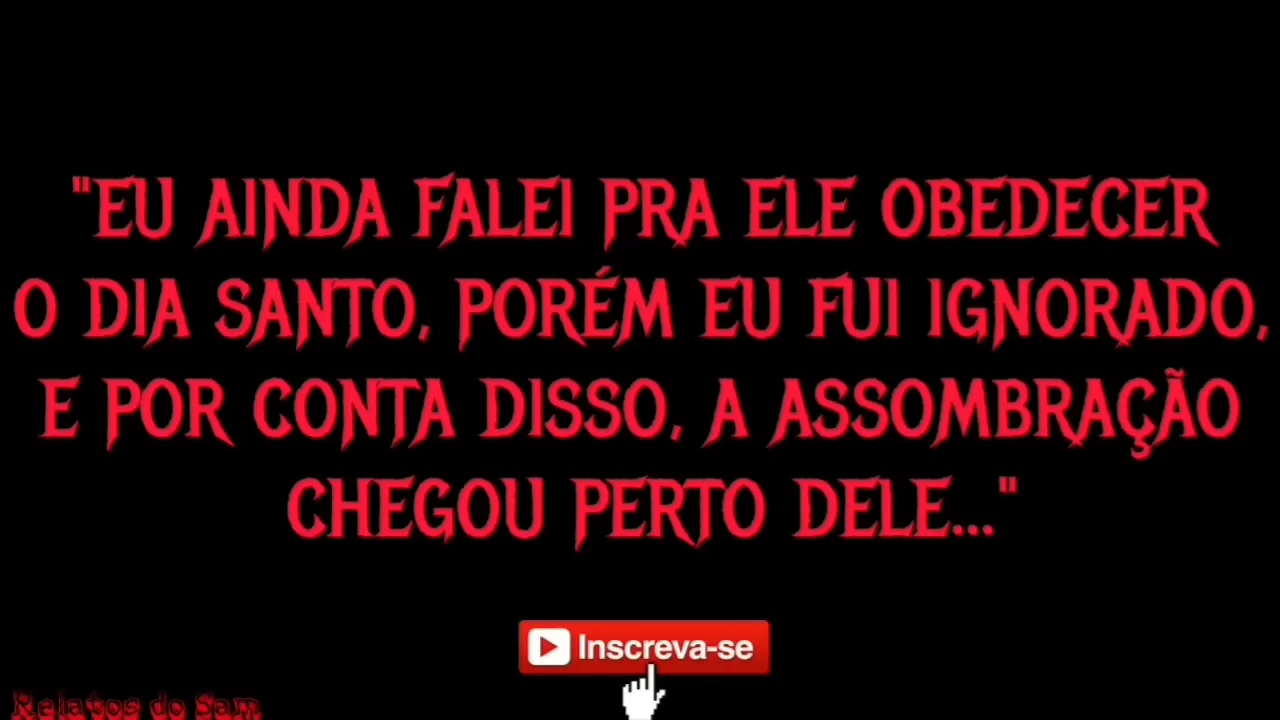 "EU AINDA FALEI PRA ELE OBEDECER
O DIA SANTO, PORÉM EU FUI IGNORADO,
E POR CONTA DISSO, A ASSOMBRAÇÃO
CHEGOU PERTO DELE..."
Inscreva-se
Relatos do Sam